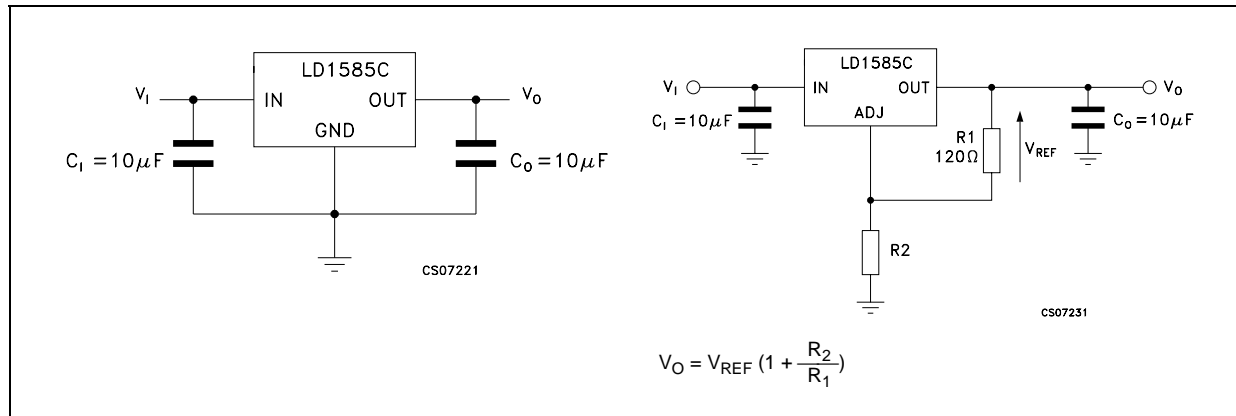 LD1585C
V_I IN OUT V_O
GND
C_I = 10μF
C_O = 10μF
CS07221
LD1585C
V_I IN OUT V_O
ADJ
C_I = 10μF
R1
120Ω
V_REF
C_O = 10μF
R2
CS07231
V_O = V_REF (1 + R_2/R_1)